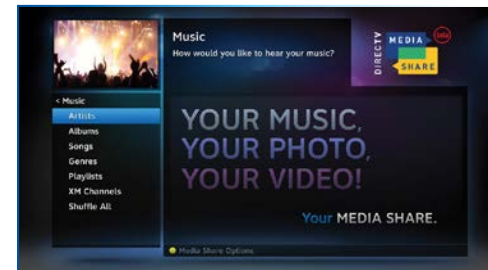 Music
How would you like to hear your music?
DIRECTV
MEDIA
SHARE
beta
< Music
Artists
Albums
Songs
Genres
Playlists
XM Channels
Shuffle All
YOUR MUSIC,
YOUR PHOTO,
YOUR VIDEO!
Your MEDIA SHARE.
Media Share Options